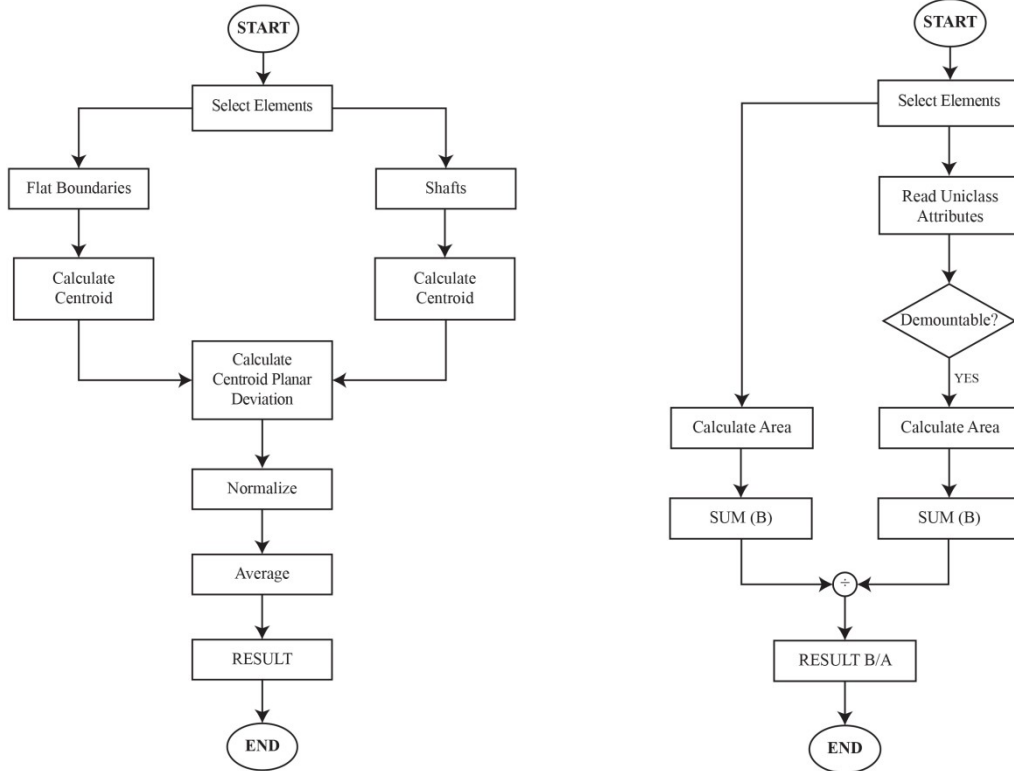 START
Select Elements
Flat Boundaries
Shafts
Calculate
Centroid
Calculate
Centroid
Calculate
Centroid Planar
Deviation
Normalize
Average
RESULT
END
START
Select Elements
Read Uniclass
Attributes
Demountable?
YES
Calculate Area
Calculate Area
SUM (B)
SUM (B)
÷
RESULT B/A
END